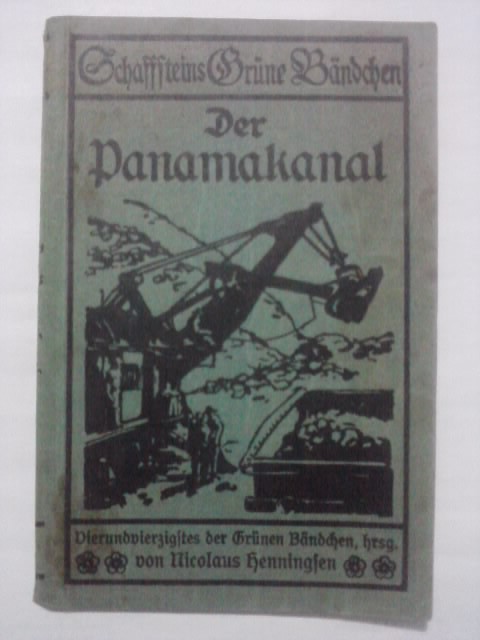 Schaffsteins Grüne Bändchen
Der
Panamakanal
Vierundvierzigstes der Grünen Bändchen, hrsg.
von Nicolaus Henningsen